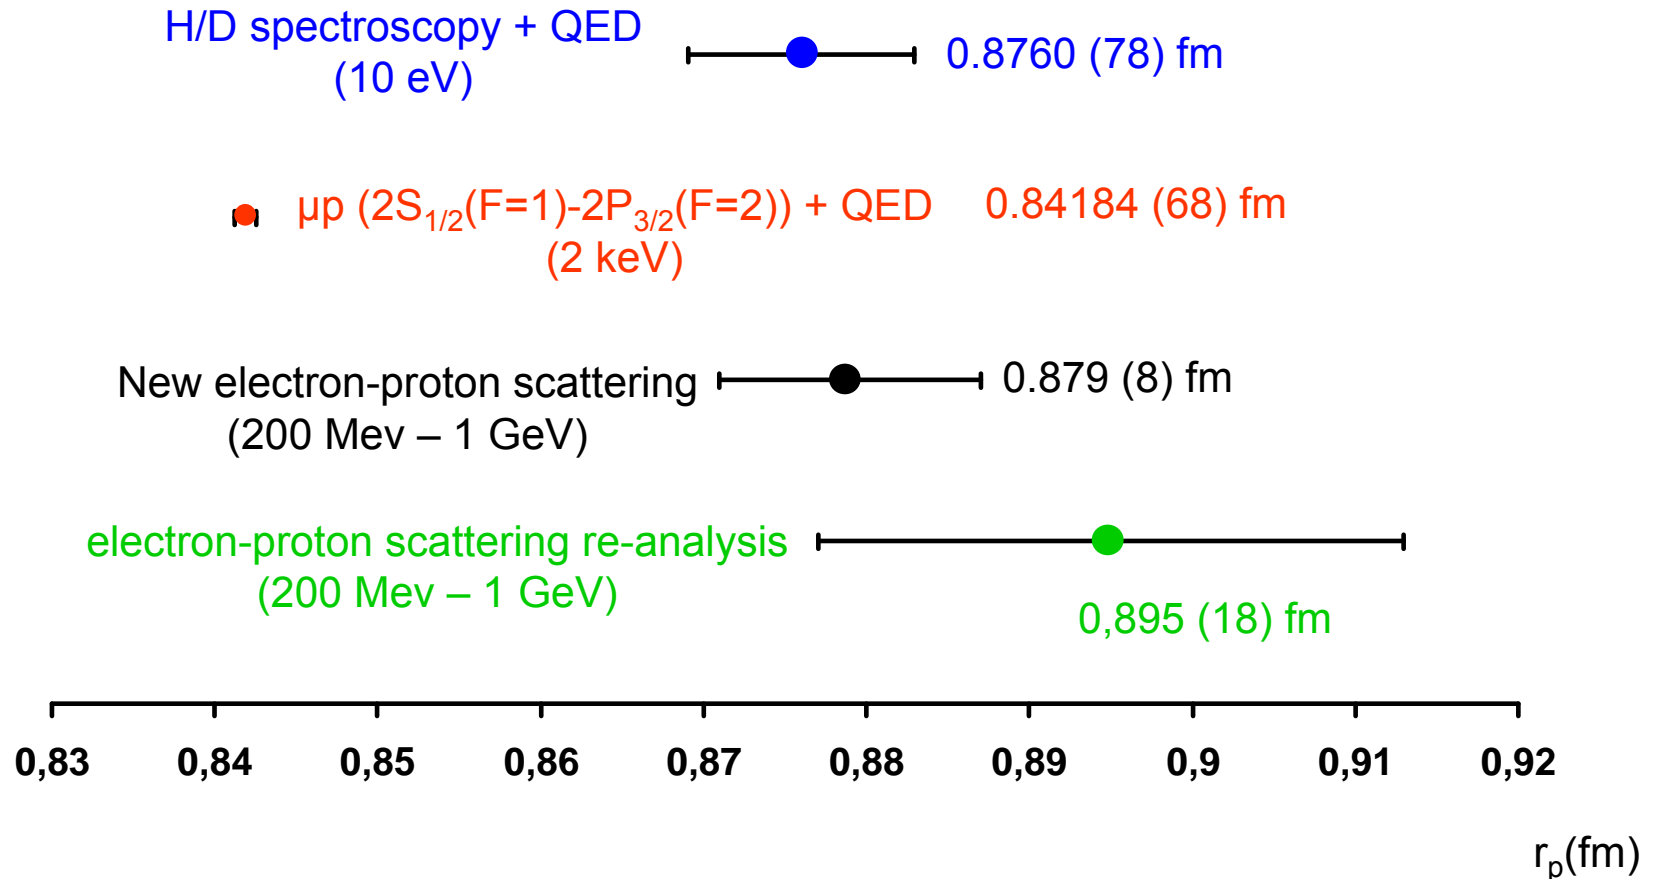 H/D spectroscopy + QED
(10 eV)
0.8760 (78) fm
µp (2S1/2(F=1)-2P3/2(F=2)) + QED
(2 keV)
0.84184 (68) fm
New electron-proton scattering
(200 Mev – 1 GeV)
0.879 (8) fm
electron-proton scattering re-analysis
(200 Mev – 1 GeV)
0,895 (18) fm
0,83 0,84 0,85 0,86 0,87 0,88 0,89 0,9 0,91 0,92
rp(fm)